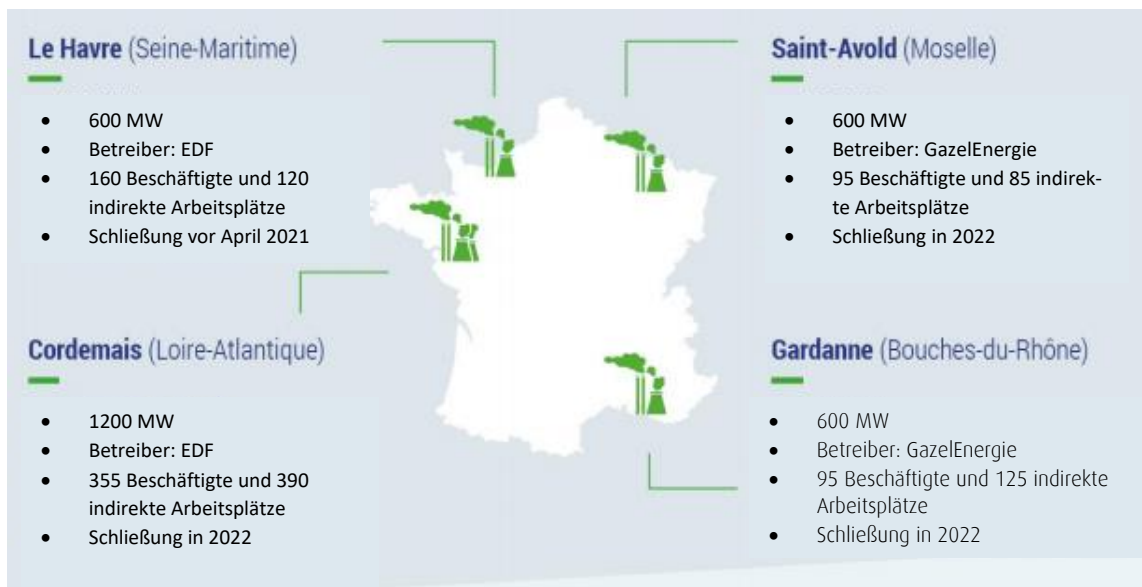 Le Havre (Seine-Maritime)
• 600 MW
• Betreiber: EDF
• 160 Beschäftigte und 120
indirekte Arbeitsplätze
• Schließung vor April 2021
Saint-Avold (Moselle)
• 600 MW
• Betreiber: GazelEnergie
• 95 Beschäftigte und 85 indirek-
te Arbeitsplätze
• Schließung in 2022
Cordemais (Loire-Atlantique)
• 1200 MW
• Betreiber: EDF
• 355 Beschäftigte und 390
indirekte Arbeitsplätze
• Schließung in 2022
Gardanne (Bouches-du-Rhône)
• 600 MW
• Betreiber: GazelEnergie
• 95 Beschäftigte und 125 indirekte
Arbeitsplätze
• Schließung in 2022